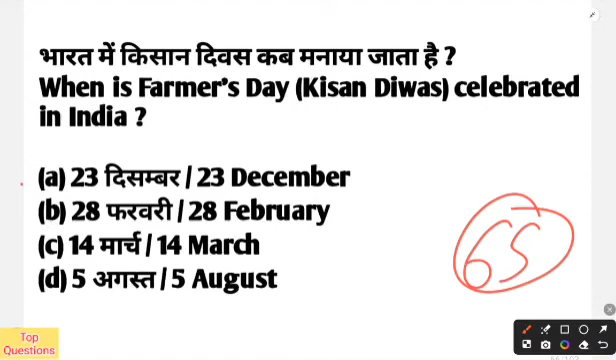 भारत में किसान दिवस कब मनाया जाता है ?
When is Farmer's Day (Kisan Diwas) celebrated
in India ?
(a) 23 दिसम्बर / 23 December
(b) 28 फरवरी / 28 February
(c) 14 मार्च / 14 March
(d) 5 अगस्त / 5 August
65
Top
Questions